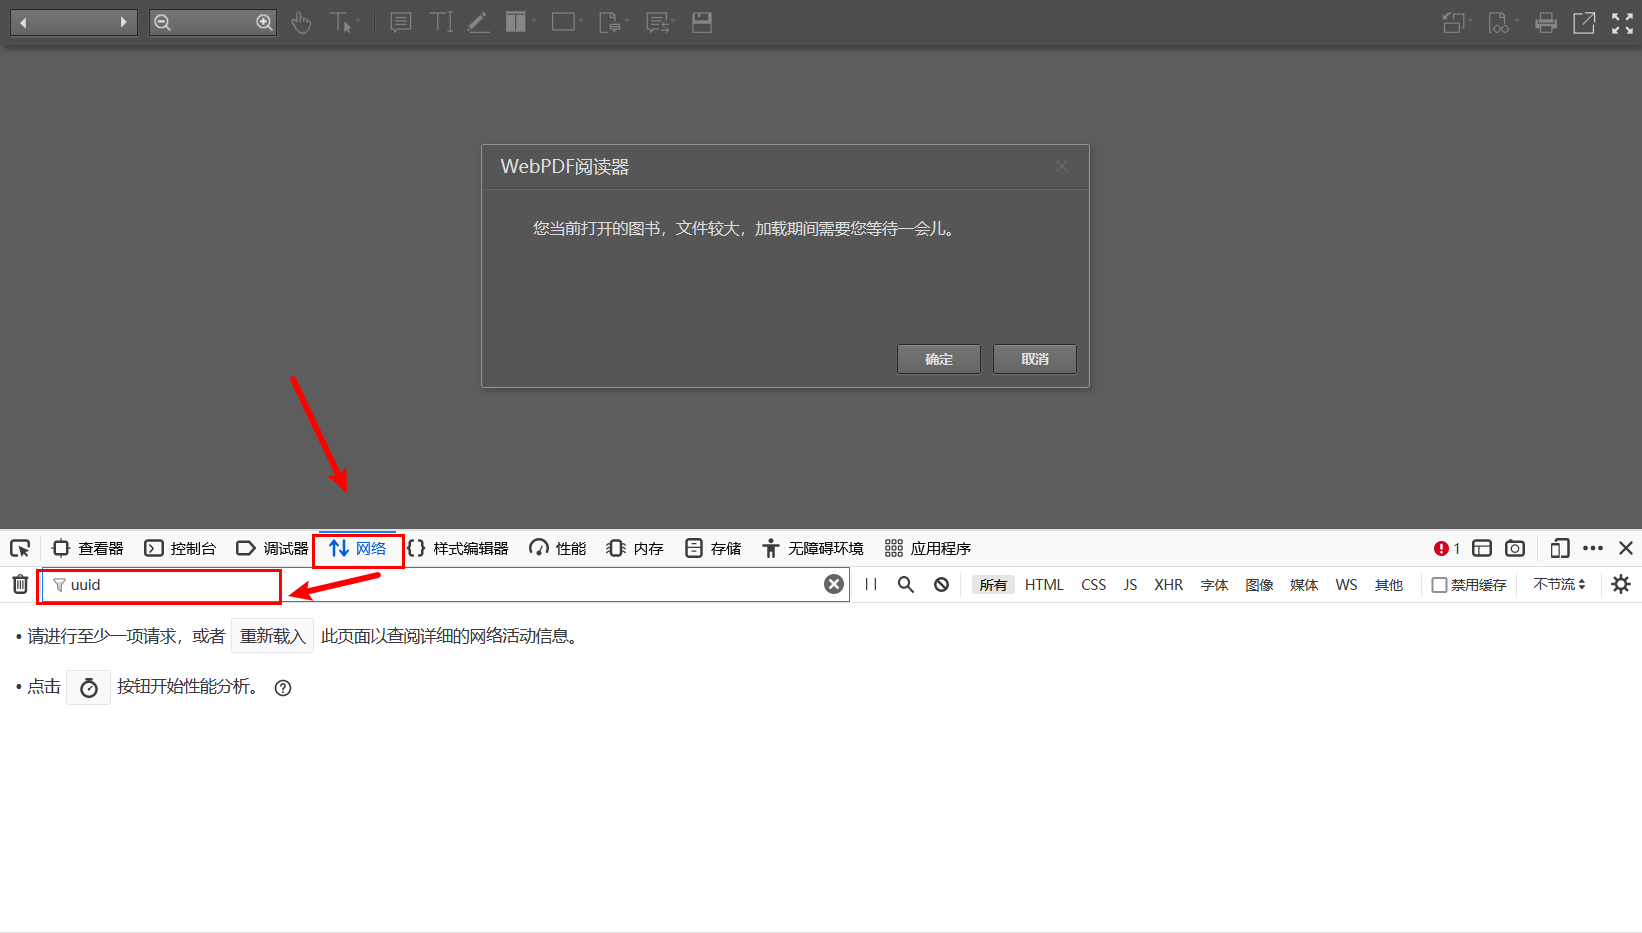 WebPDF阅读器
您当前打开的图书，文件较大，加载期间需要您等待一会儿。
确定 取消
查看器 控制台 调试器 网络 样式编辑器 性能 内存 存储 无障碍环境 应用程序 1
uuid 所有 HTML CSS JS XHR 字体 图像 媒体 WS 其他 禁用缓存 不节流
• 请进行至少一项请求，或者 重新载入 此页面以查阅详细的网络活动信息。
• 点击 按钮开始性能分析。